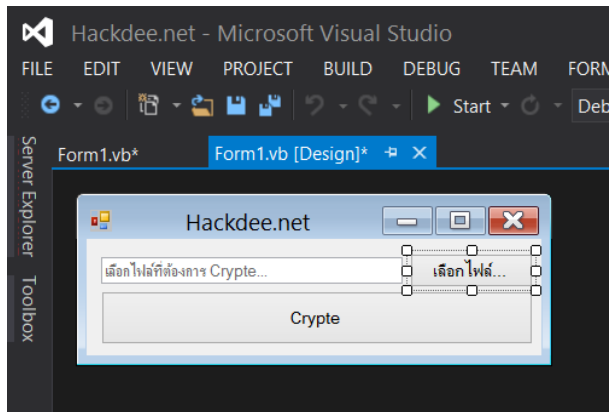 Hackdee.net - Microsoft Visual Studio
FILE EDIT VIEW PROJECT BUILD DEBUG TEAM FORM
Start Deb
Server Explorer
Toolbox
Form1.vb* Form1.vb [Design]*
Hackdee.net
เลือกไฟล์ที่ต้องการ Crypte... เลือกไฟล์...
Crypte